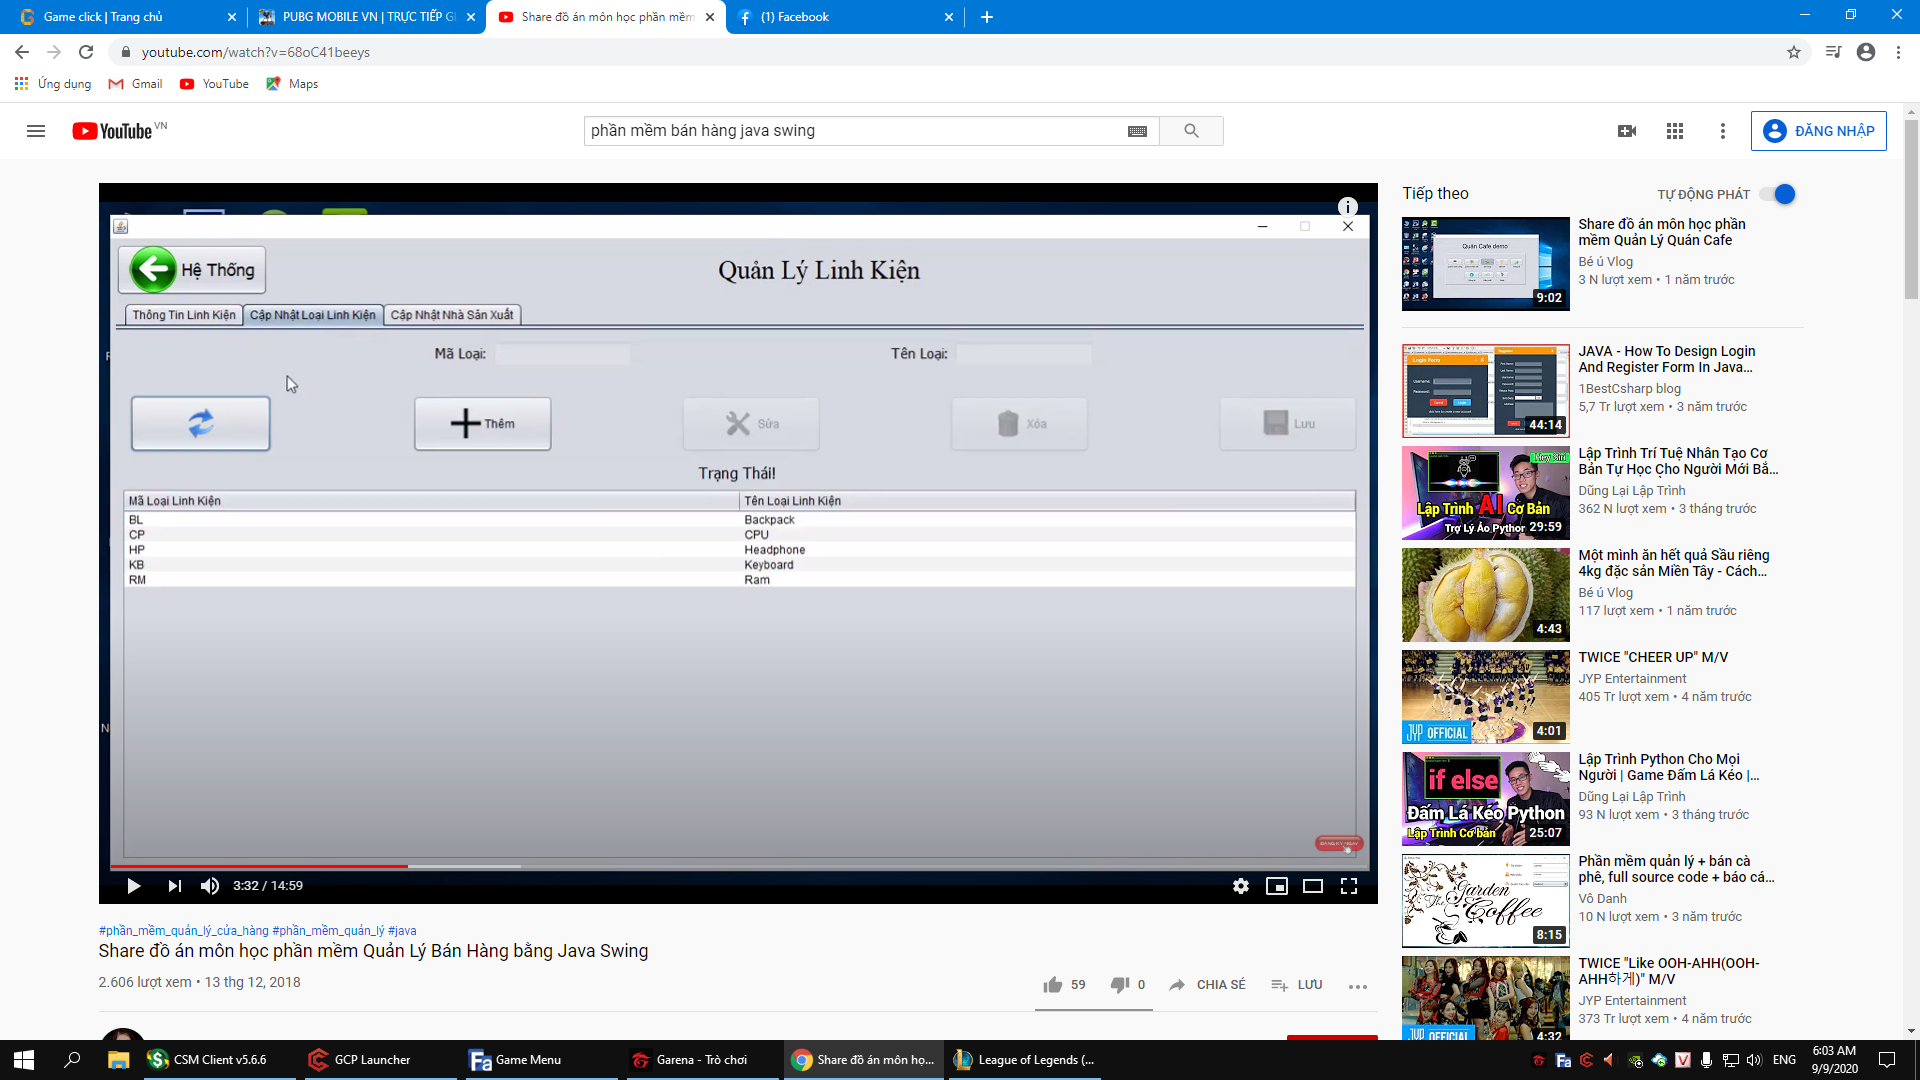 Game click | Trang chủ
PUBG MOBILE VN | TRỰC TIẾP G
Share đồ án môn học phần mềm
(1) Facebook
youtube.com/watch?v=68oC41beeys
Ứng dụng
Gmail
YouTube
Maps
YouTube VN
phần mềm bán hàng java swing
ĐĂNG NHẬP
Hệ Thống
Quản Lý Linh Kiện
Thông Tin Linh Kiện
Cập Nhật Loại Linh Kiện
Cập Nhật Nhà Sản Xuất
Mã Loại:
Tên Loại:
Thêm
Sửa
Xóa
Lưu
Trạng Thái!
Mã Loại Linh Kiện
Tên Loại Linh Kiện
BL
Backpack
CP
CPU
HP
Headphone
KB
Keyboard
RM
Ram
3:32 / 14:59
#phần_mềm_quản_lý_cửa_hàng #phần_mềm_quản_lý #java
Share đồ án môn học phần mềm Quản Lý Bán Hàng bằng Java Swing
2.606 lượt xem • 13 thg 12, 2018
59
0
CHIA SẺ
LƯU
Tiếp theo
TỰ ĐỘNG PHÁT
Quán Cafe demo
9:02
Share đồ án môn học phần
mềm Quản Lý Quán Cafe
Bé ú Vlog
3 N lượt xem • 1 năm trước
Login Form
44:14
JAVA - How To Design Login
And Register Form In Java...
1BestCsharp blog
5,7 Tr lượt xem • 3 năm trước
Hey Siri
Lập Trình AI Cơ Bản
Trợ Lý Ảo Python
29:59
Lập Trình Trí Tuệ Nhân Tạo Cơ
Bản Tự Học Cho Người Mới Bắ...
Dũng Lại Lập Trình
362 N lượt xem • 3 tháng trước
4:43
Một mình ăn hết quả Sầu riêng
4kg đặc sản Miền Tây - Cách...
Bé ú Vlog
117 lượt xem • 1 năm trước
JYP OFFICIAL
4:01
TWICE "CHEER UP" M/V
JYP Entertainment
405 Tr lượt xem • 4 năm trước
if else
Đấm Lá Kéo Python
Lập Trình Cơ bản
25:07
Lập Trình Python Cho Mọi
Người | Game Đấm Lá Kéo |...
Dũng Lại Lập Trình
93 N lượt xem • 3 tháng trước
The Garden Coffee
8:15
Phần mềm quản lý + bán cà
phê, full source code + báo cá...
Vô Danh
10 N lượt xem • 3 năm trước
JYP OFFICIAL
4:32
TWICE "Like OOH-AHH(OOH-
AHH하게)" M/V
JYP Entertainment
373 Tr lượt xem • 4 năm trước
CSM Client v5.6.6
GCP Launcher
Game Menu
Garena - Trò chơi
Share đồ án môn họ...
League of Legends (...
ENG
6:03 AM
9/9/2020